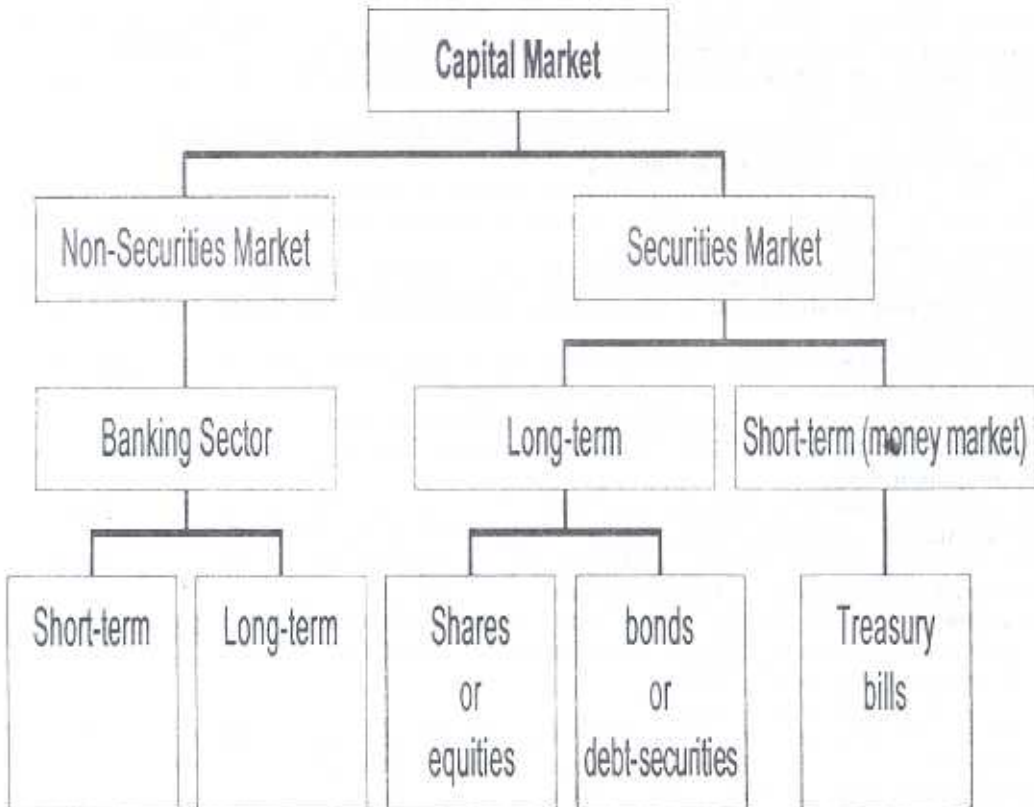 Capital Market
Non-Securities Market
Securities Market
Banking Sector
Long-term
Short-term (money market)
Short-term
Long-term
Shares
or
equities
bonds
or
debt-securities
Treasury
bills